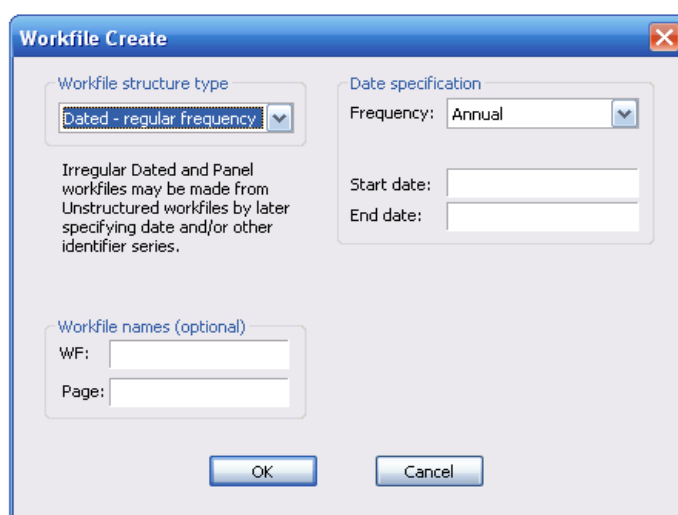 Workfile Create
Workfile structure type
Dated - regular frequency
Irregular Dated and Panel
workfiles may be made from
Unstructured workfiles by later
specifying date and/or other
identifier series.
Date specification
Frequency: Annual
Start date:
End date:
Workfile names (optional)
WF:
Page:
OK Cancel